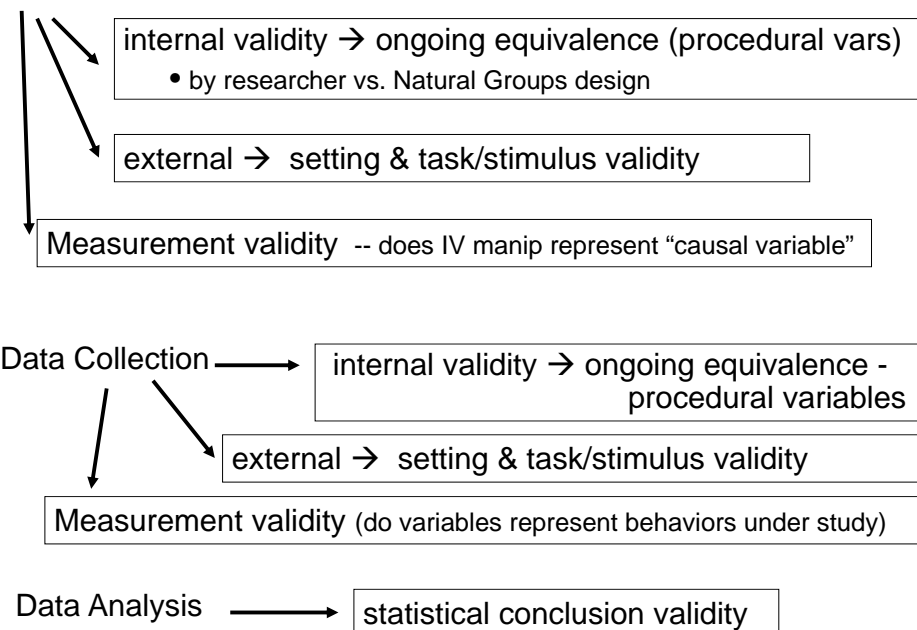 internal validity → ongoing equivalence (procedural vars)
• by researcher vs. Natural Groups design
external → setting & task/stimulus validity
Measurement validity -- does IV manip represent “causal variable”
Data Collection
internal validity → ongoing equivalence -
procedural variables
external → setting & task/stimulus validity
Measurement validity (do variables represent behaviors under study)
Data Analysis
statistical conclusion validity